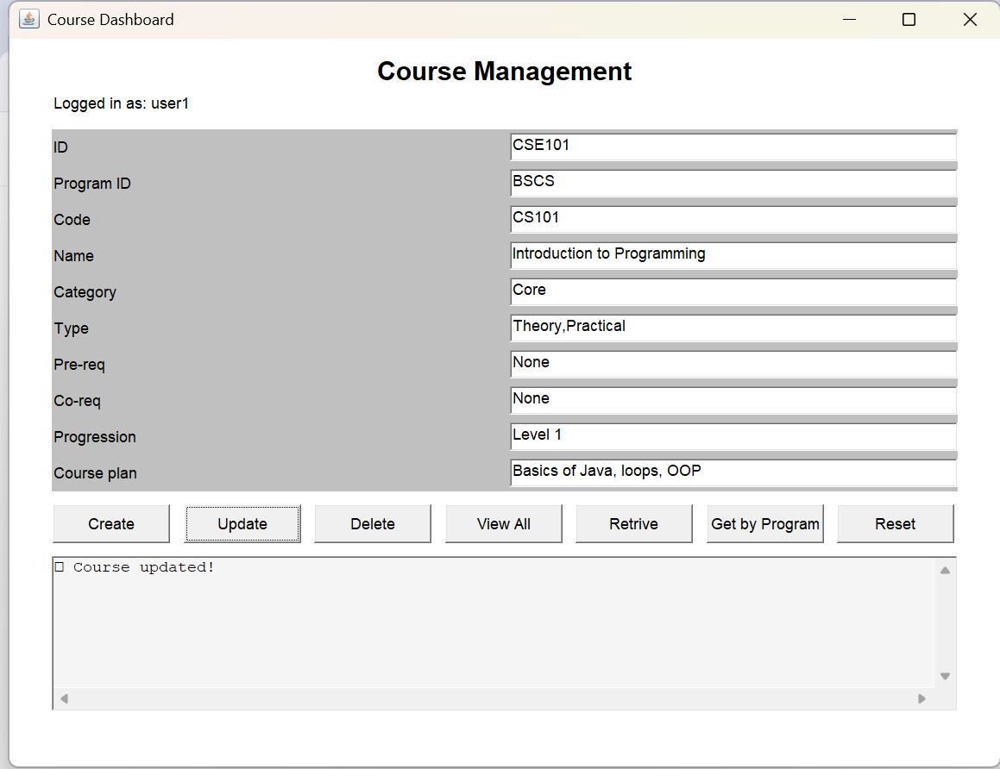 Course Dashboard
Course Management
Logged in as: user1
ID CSE101
Program ID BSCS
Code CS101
Name Introduction to Programming
Category Core
Type Theory,Practical
Pre-req None
Co-req None
Progression Level 1
Course plan Basics of Java, loops, OOP
Create Update Delete View All Retrive Get by Program Reset
□ Course updated!